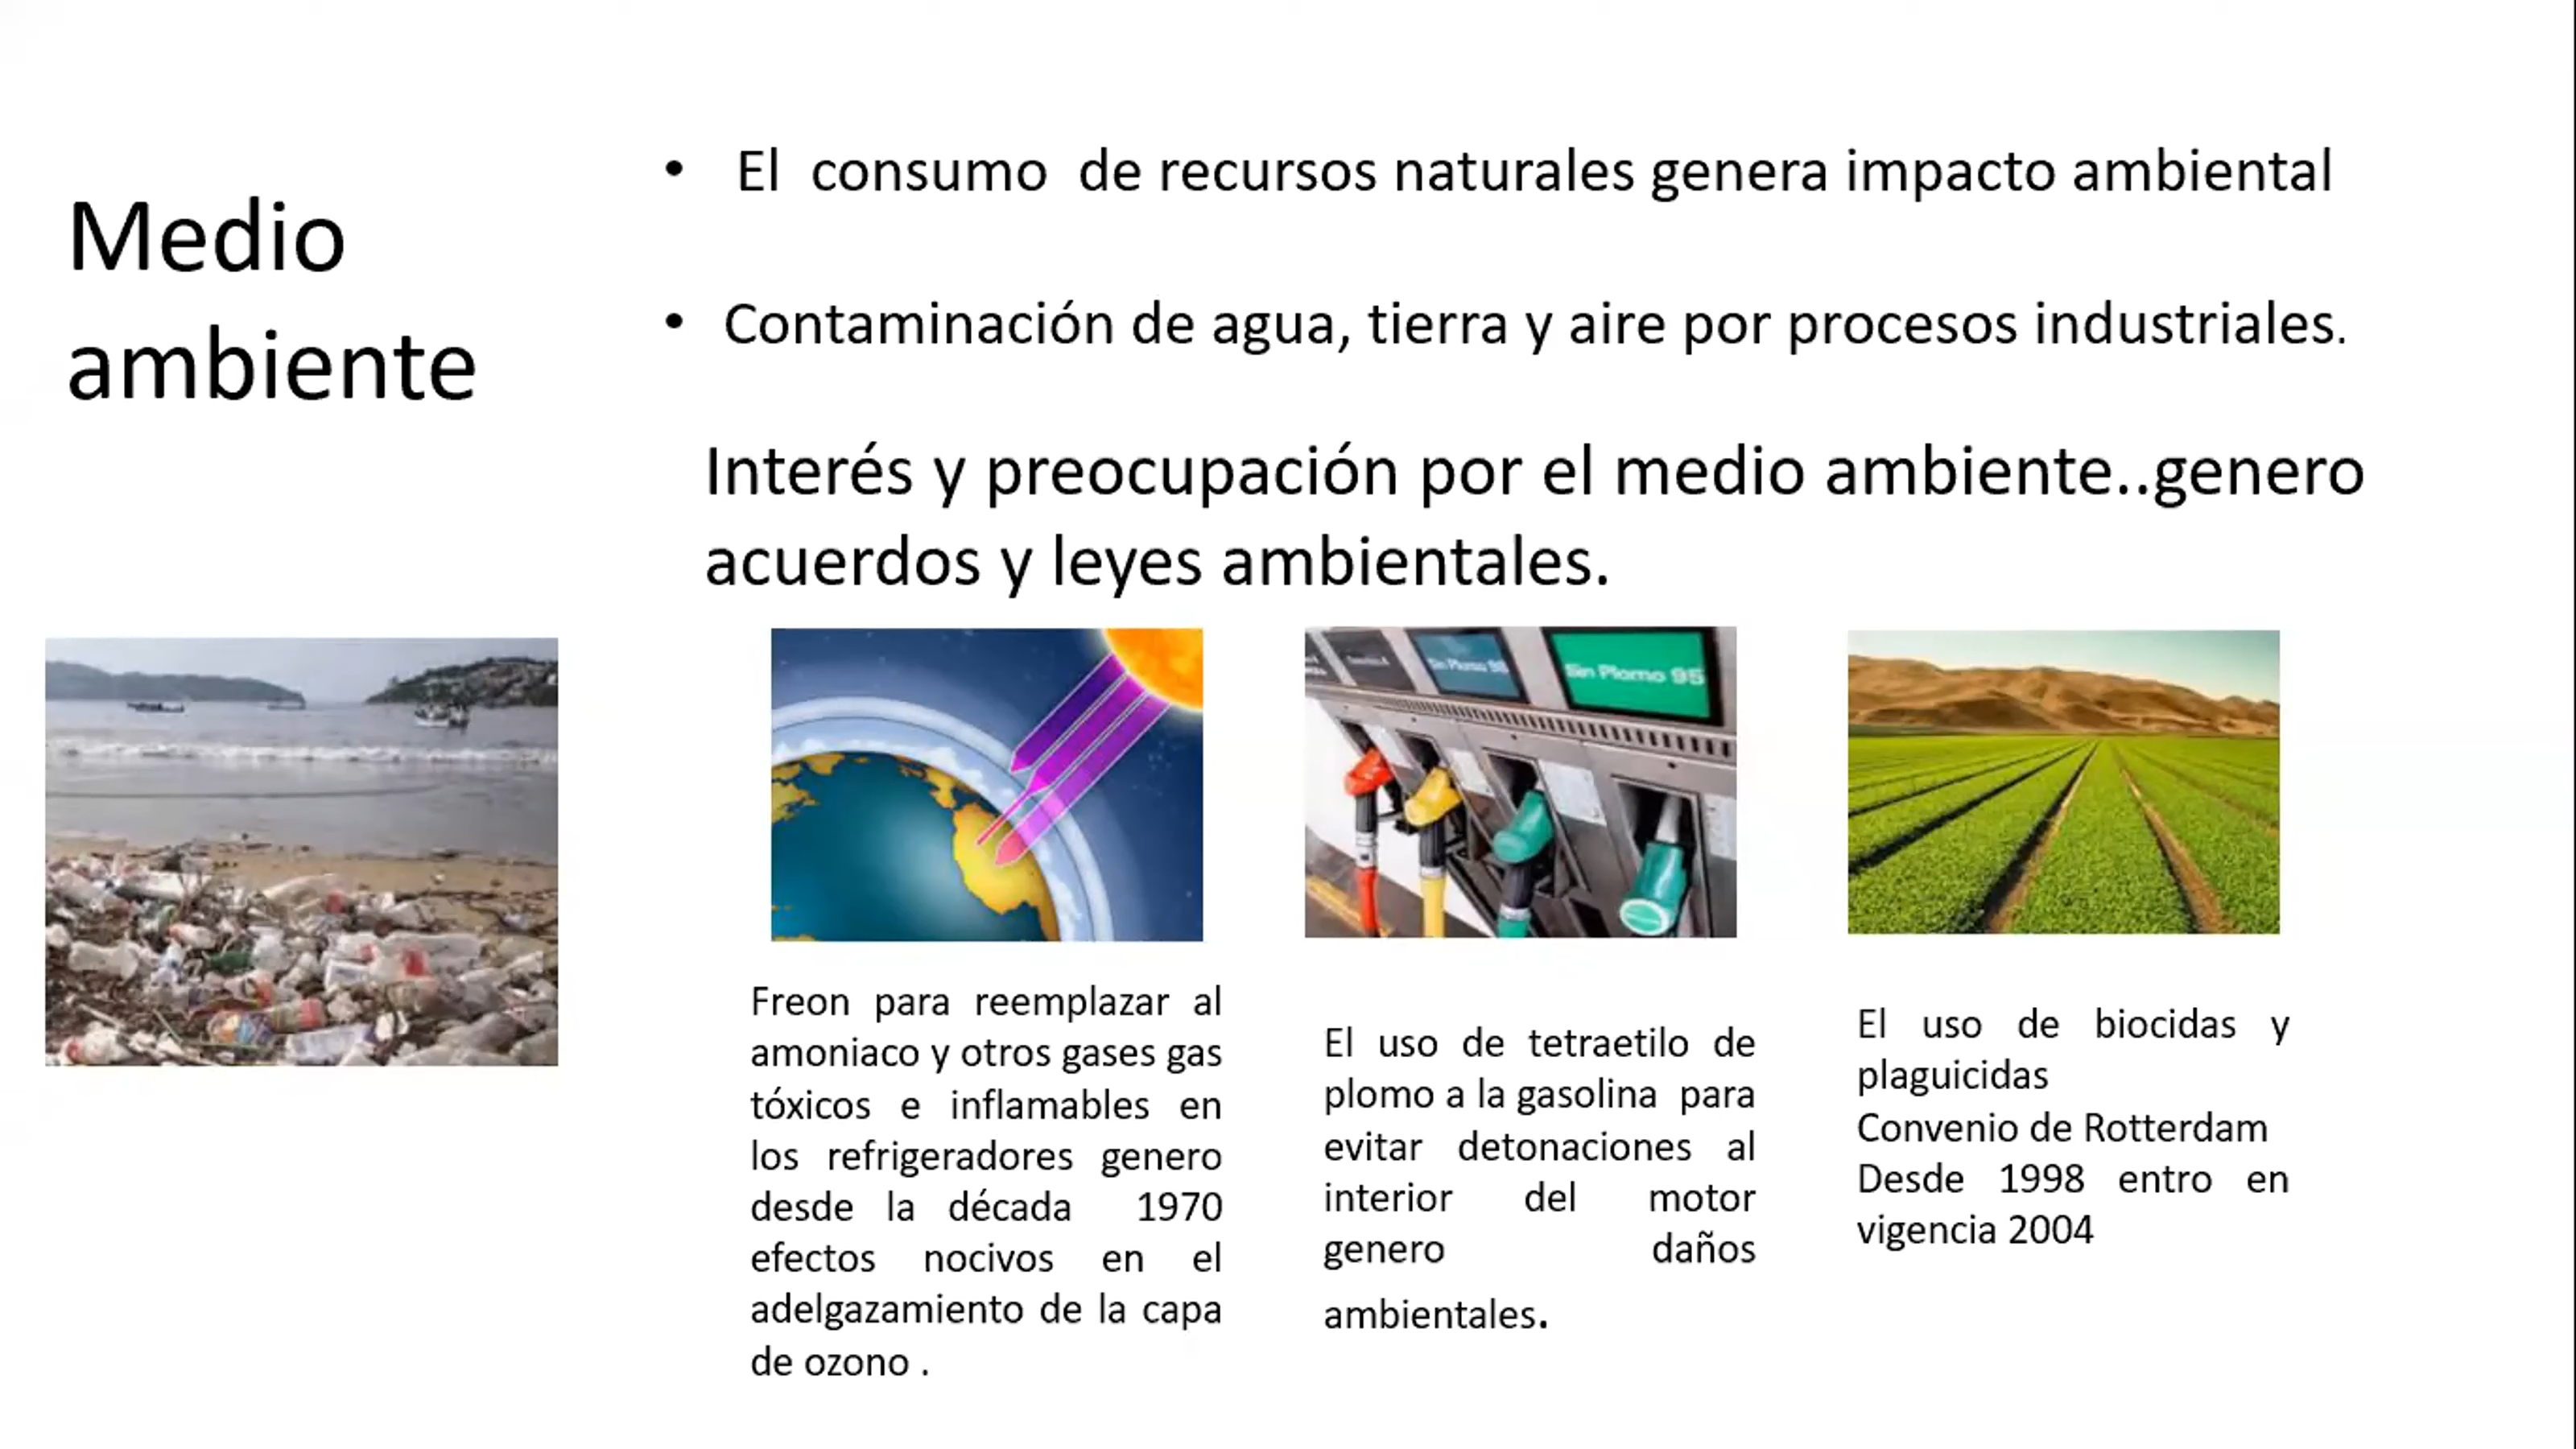 Medio
ambiente
• El consumo de recursos naturales genera impacto ambiental
• Contaminación de agua, tierra y aire por procesos industriales.
Interés y preocupación por el medio ambiente..genero
acuerdos y leyes ambientales.
Sin Plomo 95
Freon para reemplazar al
amoniaco y otros gases gas
tóxicos e inflamables en
los refrigeradores genero
desde la década 1970
efectos nocivos en el
adelgazamiento de la capa
de ozono .
El uso de tetraetilo de
plomo a la gasolina para
evitar detonaciones al
interior del motor
genero daños
ambientales.
El uso de biocidas y
plaguicidas
Convenio de Rotterdam
Desde 1998 entro en
vigencia 2004